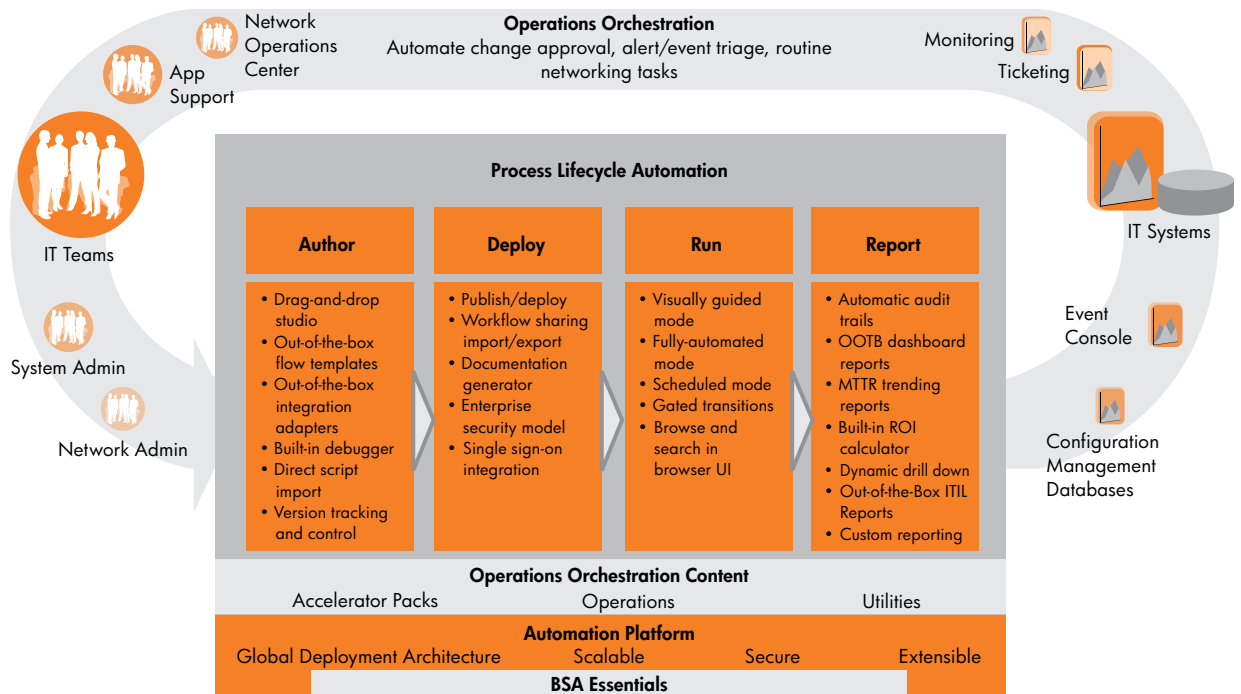 Operations Orchestration
Automate change approval, alert/event triage, routine
networking tasks
Network
Operations
Center
App
Support
IT Teams
System Admin
Network Admin
Monitoring
Ticketing
IT Systems
Event
Console
Configuration
Management
Databases
Process Lifecycle Automation
Author
• Drag-and-drop
studio
• Out-of-the-box
flow templates
• Out-of-the-box
integration
adapters
• Built-in debugger
• Direct script
import
• Version tracking
and control
Deploy
• Publish/deploy
• Workflow sharing
import/export
• Documentation
generator
• Enterprise
security model
• Single sign-on
integration
Run
• Visually guided
mode
• Fully-automated
mode
• Scheduled mode
• Gated transitions
• Browse and
search in
browser UI
Report
• Automatic audit
trails
• OOTB dashboard
reports
• MTTR trending
reports
• Built-in ROI
calculator
• Dynamic drill down
• Out-of-the-Box ITIL
Reports
• Custom reporting
Operations Orchestration Content
Accelerator Packs Operations Utilities
Automation Platform
Global Deployment Architecture Scalable Secure Extensible
BSA Essentials